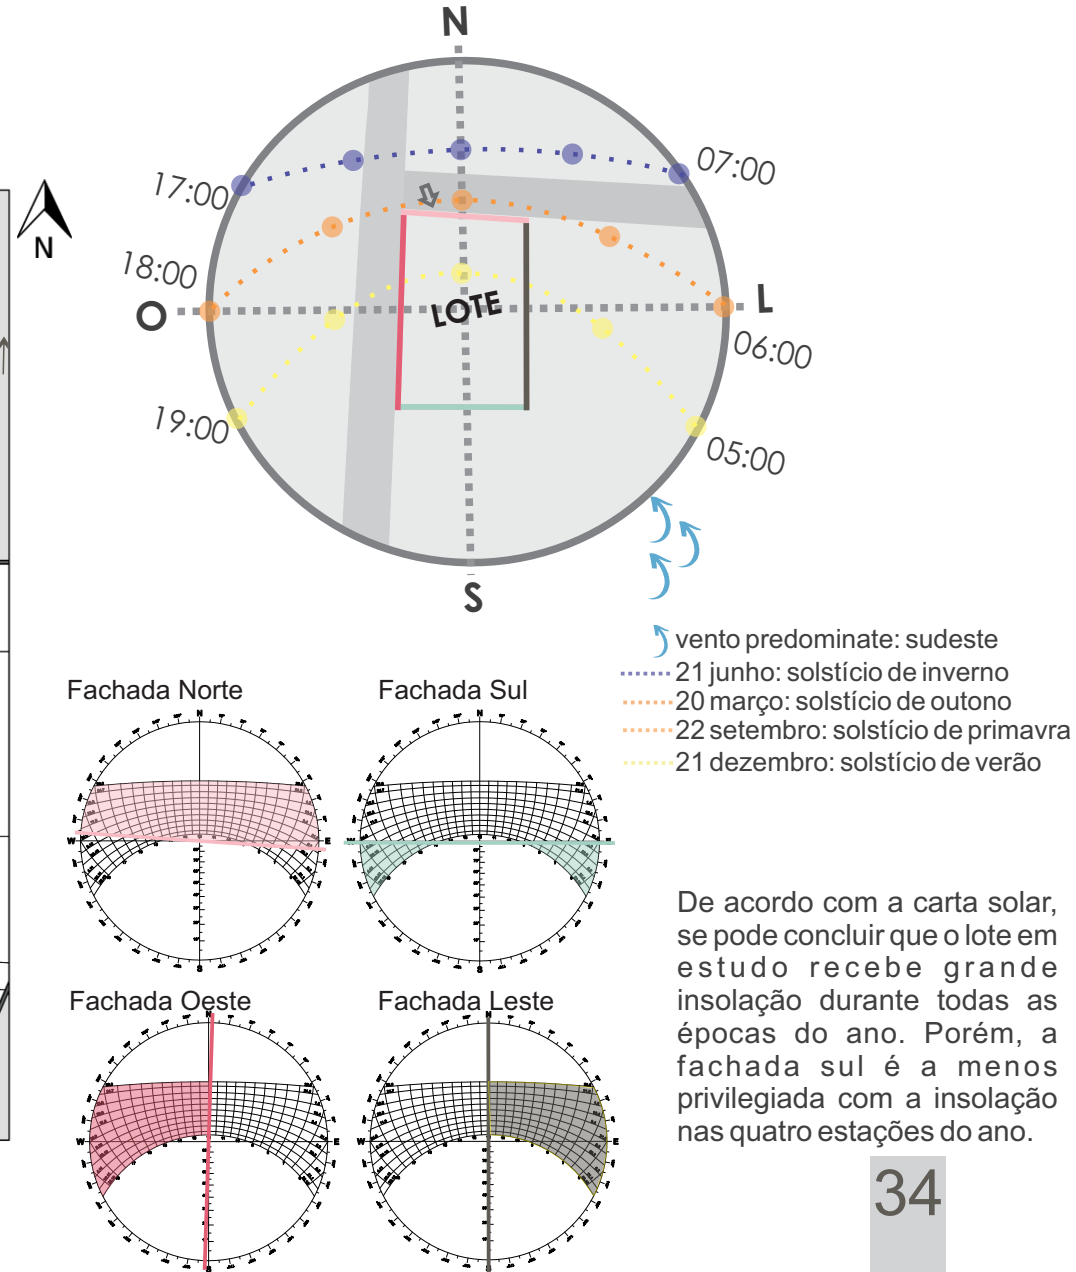 N
N
07:00
17:00
18:00
O
LOTE
L
06:00
19:00
05:00
S
vento predominate: sudeste
21 junho: solstício de inverno
20 março: solstício de outono
22 setembro: solstício de primavra
21 dezembro: solstício de verão
Fachada Norte
Fachada Sul
N
N
W
E
W
E
S
S
Fachada Oeste
Fachada Leste
N
N
W
E
W
E
S
S
De acordo com a carta solar,
se pode concluir que o lote em
estudo recebe grande
insolação durante todas as
épocas do ano. Porém, a
fachada sul é a menos
privilegiada com a insolação
nas quatro estações do ano.
34